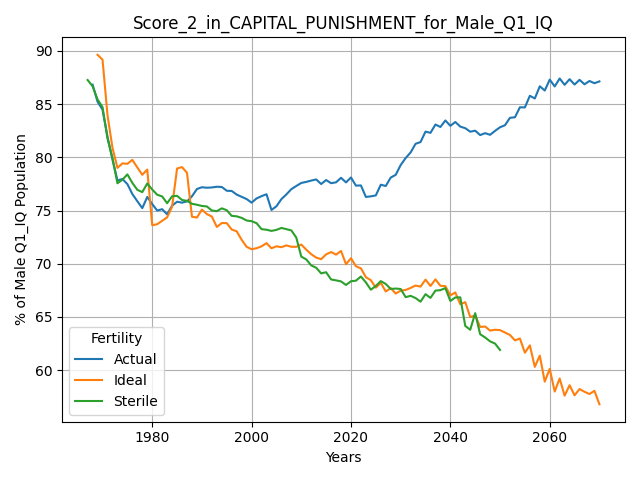 Score_2_in_CAPITAL_PUNISHMENT_for_Male_Q1_IQ
% of Male Q1_IQ Population
90
85
80
75
70
65
60
Fertility
Actual
Ideal
Sterile
1980
2000
2020
2040
2060
Years